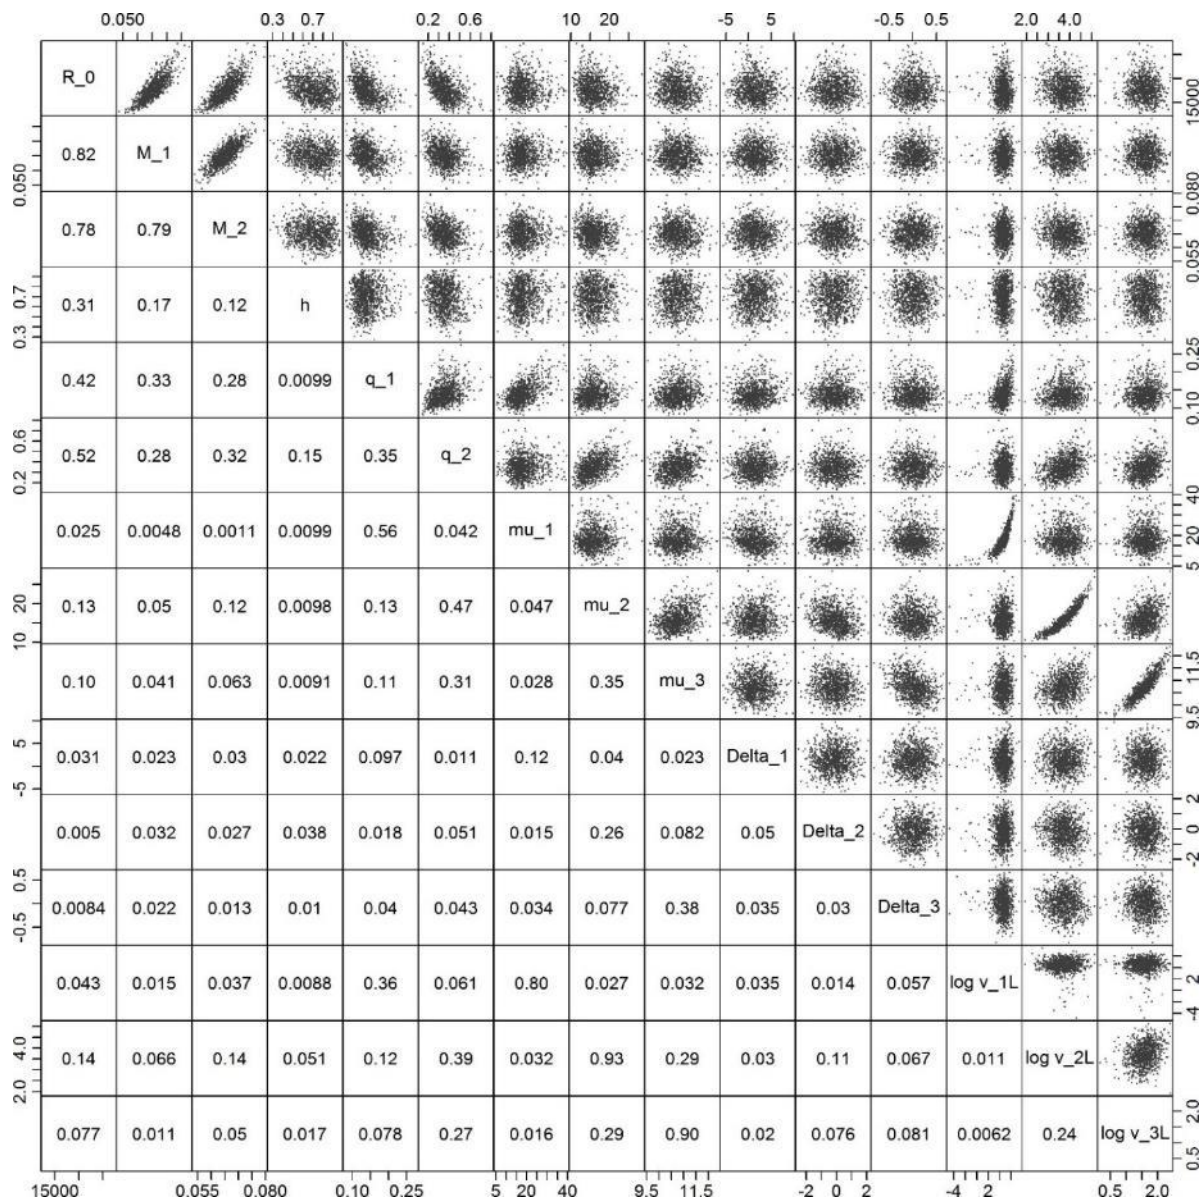 0.050 0.3 0.7 0.2 0.6 10 20 -5 5 -0.5 0.5 2.0 4.0
R_0 15000
0.050 0.82 M_1
0.78 0.79 M_2 0.055 0.080
0.3 0.7 0.31 0.17 0.12 h
0.42 0.33 0.28 0.0099 q_1 0.10 0.25
0.2 0.6 0.52 0.28 0.32 0.15 0.35 q_2
0.025 0.0048 0.0011 0.0099 0.56 0.042 mu_1 5 20 40
10 20 0.13 0.05 0.12 0.0098 0.13 0.47 0.047 mu_2
0.10 0.041 0.063 0.0091 0.11 0.31 0.028 0.35 mu_3 9.5 11.5
-5 5 0.031 0.023 0.03 0.022 0.097 0.011 0.12 0.04 0.023 Delta_1
0.005 0.032 0.027 0.038 0.018 0.051 0.015 0.26 0.082 0.05 Delta_2 -2 0 2
-0.5 0.5 0.0084 0.022 0.013 0.01 0.04 0.043 0.034 0.077 0.38 0.035 0.03 Delta_3
0.043 0.015 0.037 0.0088 0.36 0.061 0.80 0.027 0.032 0.035 0.014 0.057 log v_1L -4 2
2.0 4.0 0.14 0.066 0.14 0.051 0.12 0.39 0.032 0.93 0.29 0.03 0.11 0.067 0.011 log v_2L
0.077 0.011 0.05 0.017 0.078 0.27 0.016 0.29 0.90 0.02 0.076 0.081 0.0062 0.24 log v_3L 0.5 2.0
15000 0.055 0.080 0.10 0.25 5 20 40 9.5 11.5 -2 0 2 -4 2 0.5 2.0